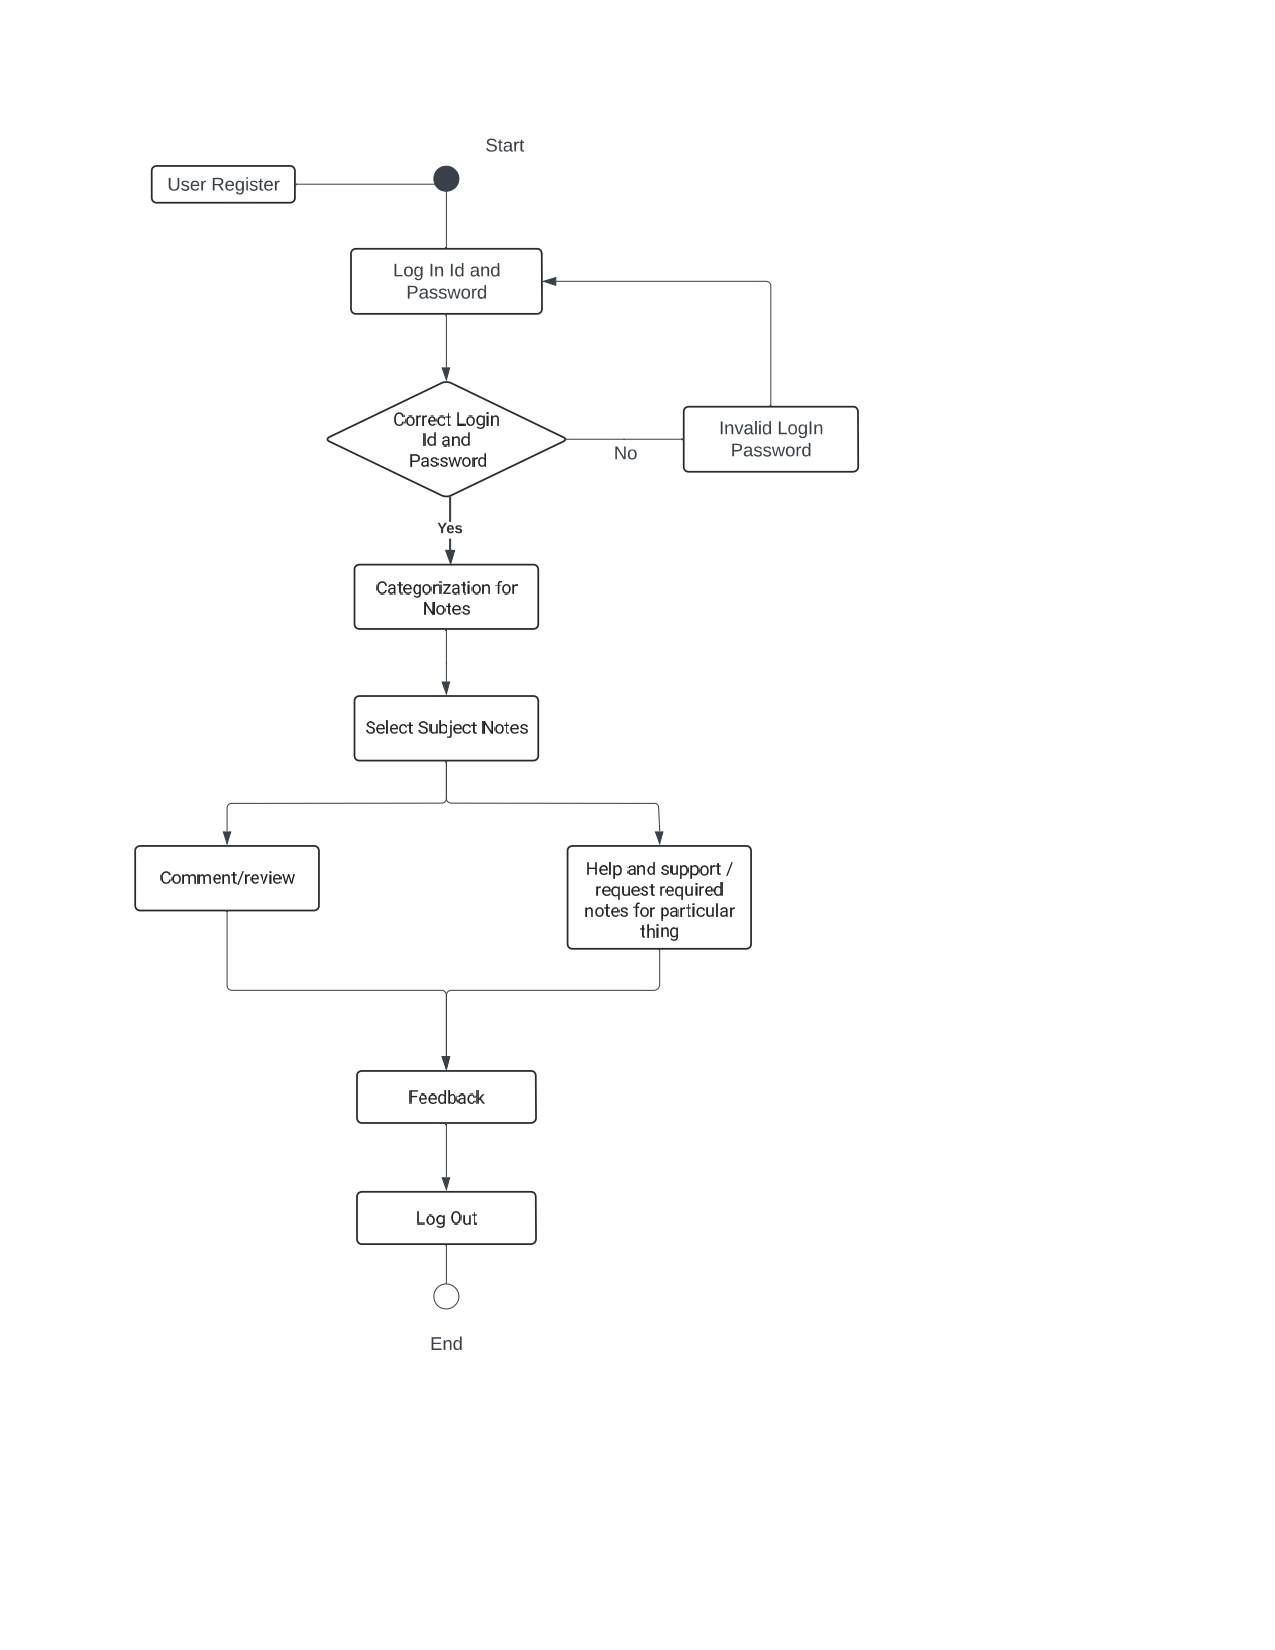 Start
User Register
Log In Id and
Password
Correct Login
Id and
Password
No
Invalid LogIn
Password
Yes
Categorization for
Notes
Select Subject Notes
Comment/review
Help and support /
request required
notes for particular
thing
Feedback
Log Out
End